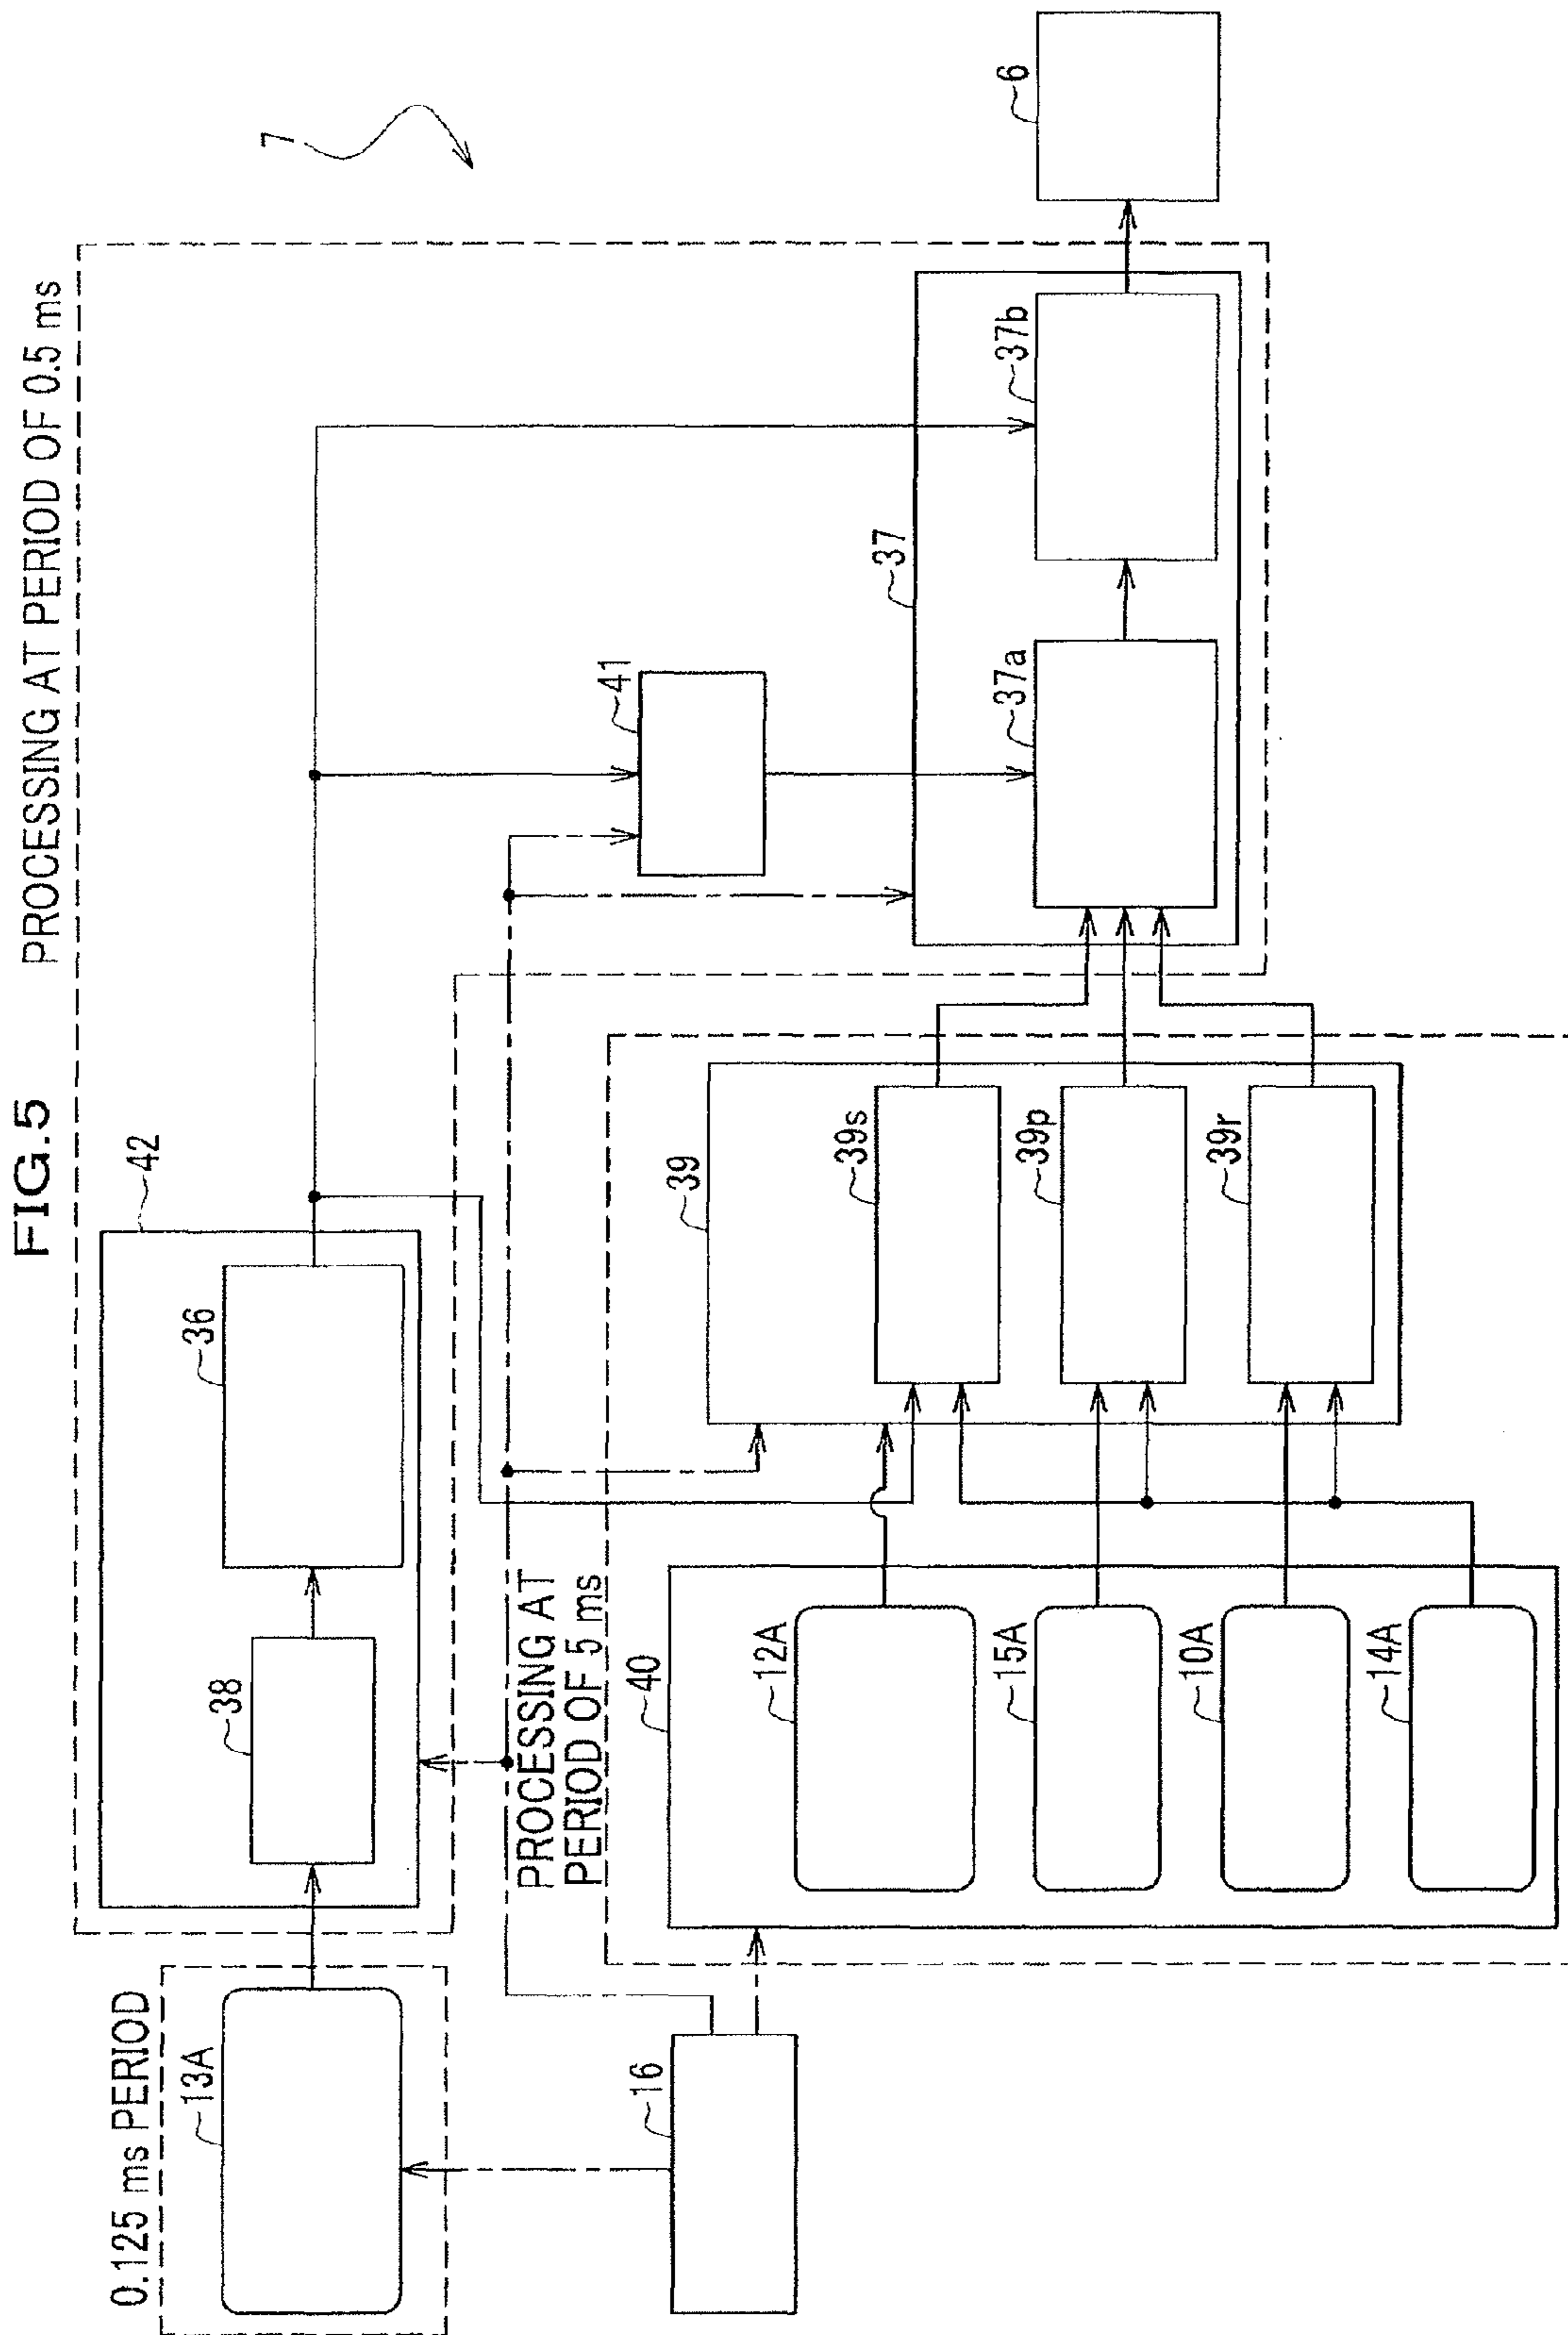 FIG.5
PROCESSING AT PERIOD OF 0.5 ms
7
0.125 ms PERIOD
13A
42
38
36
41
6
37
37a
37b
16
PROCESSING AT
PERIOD OF 5 ms
40
12A
15A
10A
14A
39
39s
39p
39r